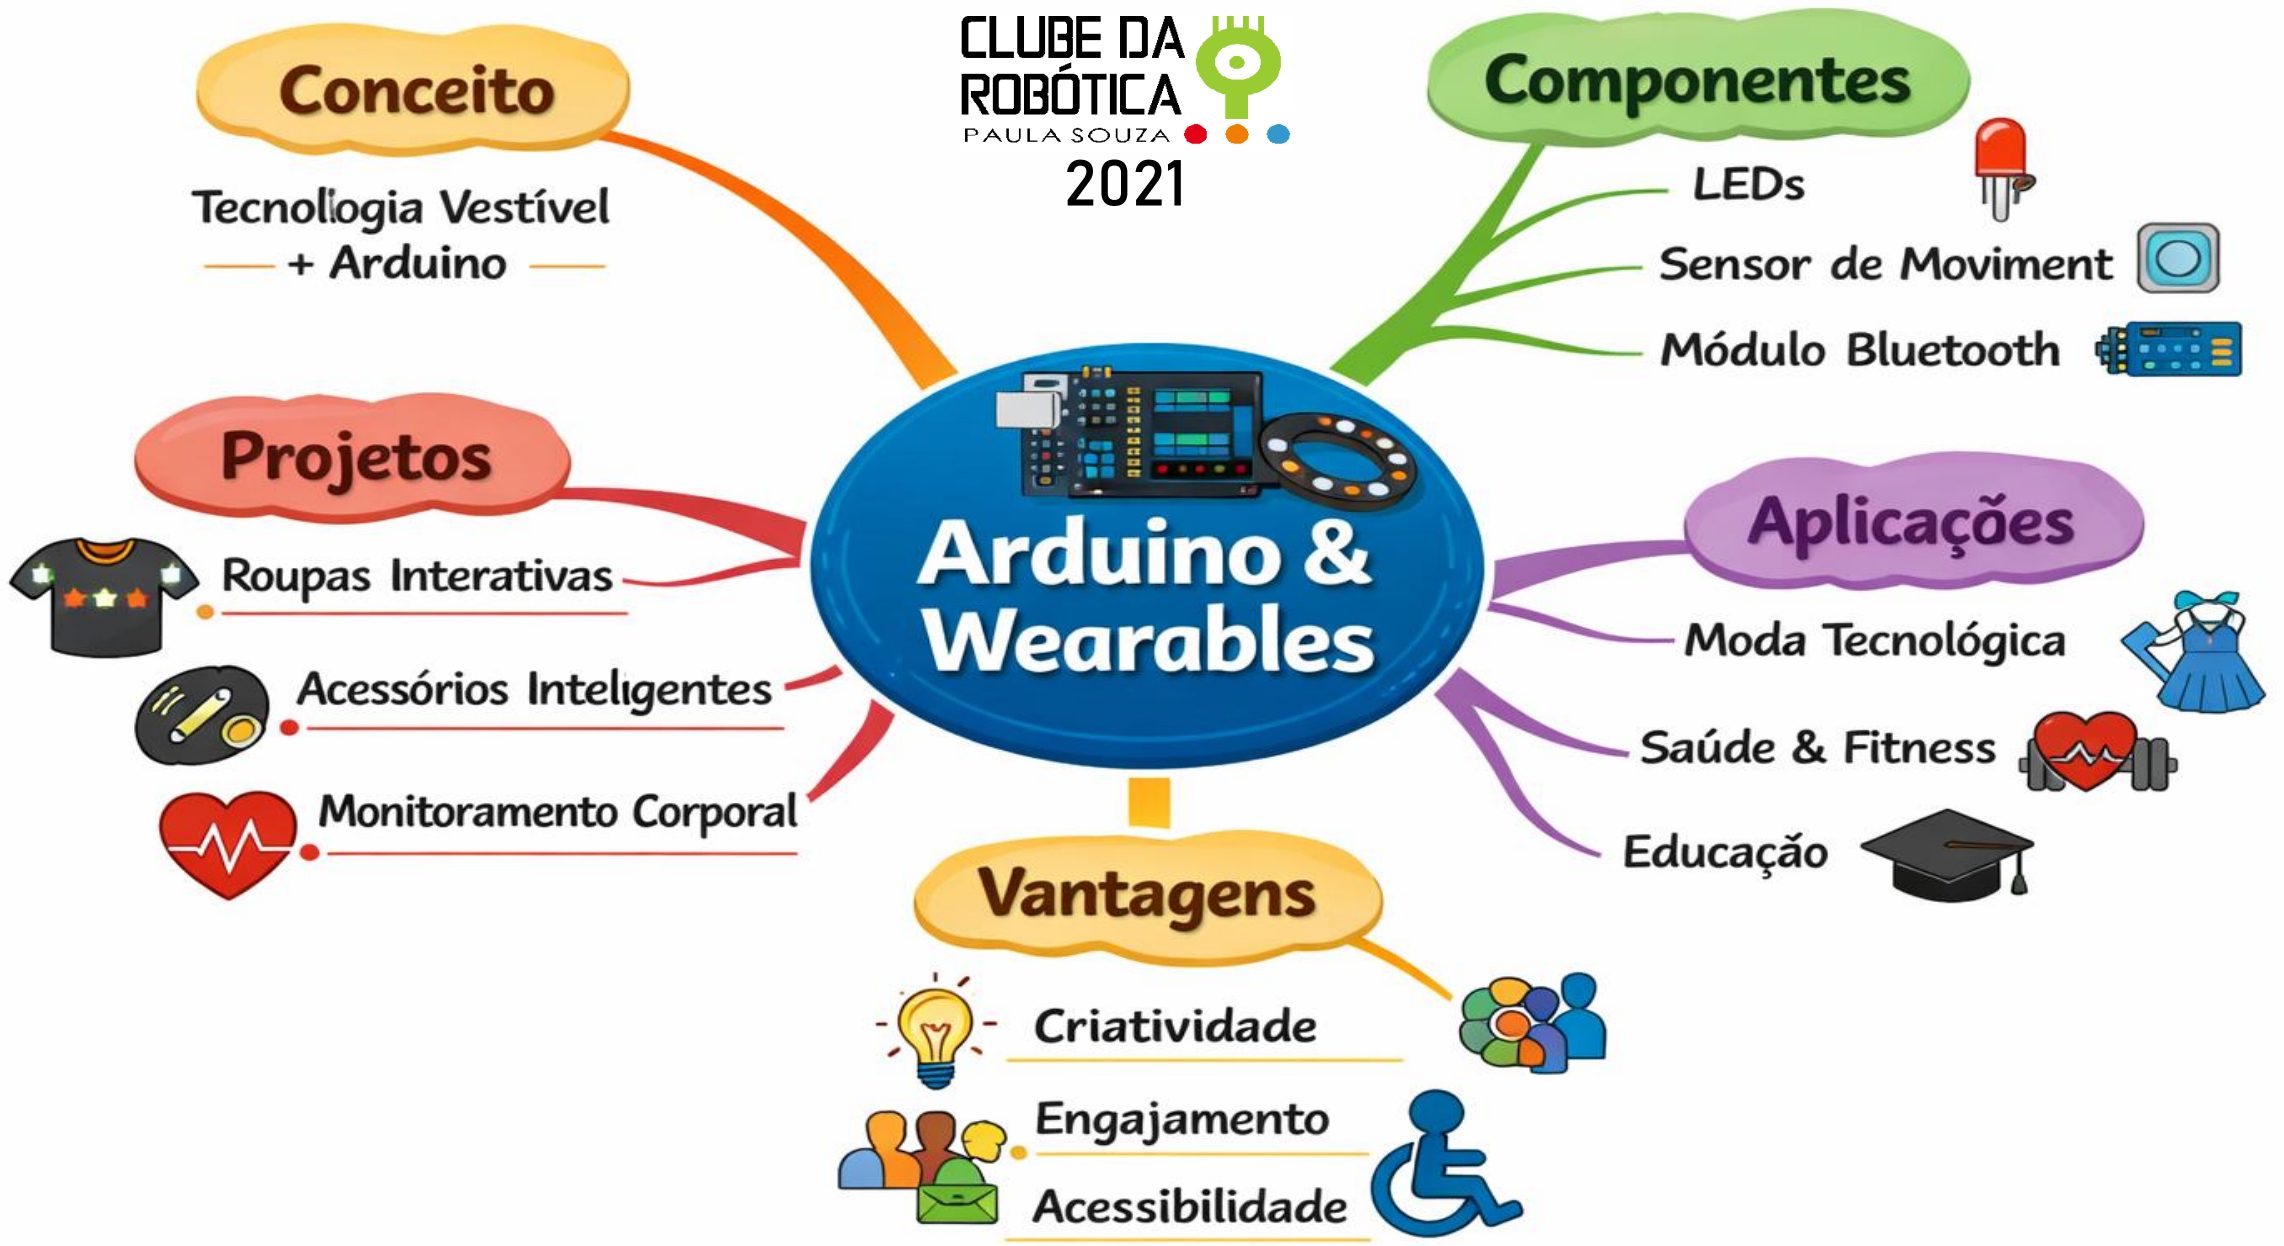 CLUBE DA
ROBÓTICA
PAULA SOUZA
2021
Conceito
Tecnoliogia Vestível
+ Arduino
Componentes
LEDs
Sensor de Moviment
Módulo Bluetooth
Projetos
Roupas Interativas
Acessórios Inteligentes
Monitoramento Corporal
Arduino &
Wearables
Aplicações
Moda Tecnológica
Saúde & Fitness
Educação
Vantagens
Criatividade
Engajamento
Acessibilidade